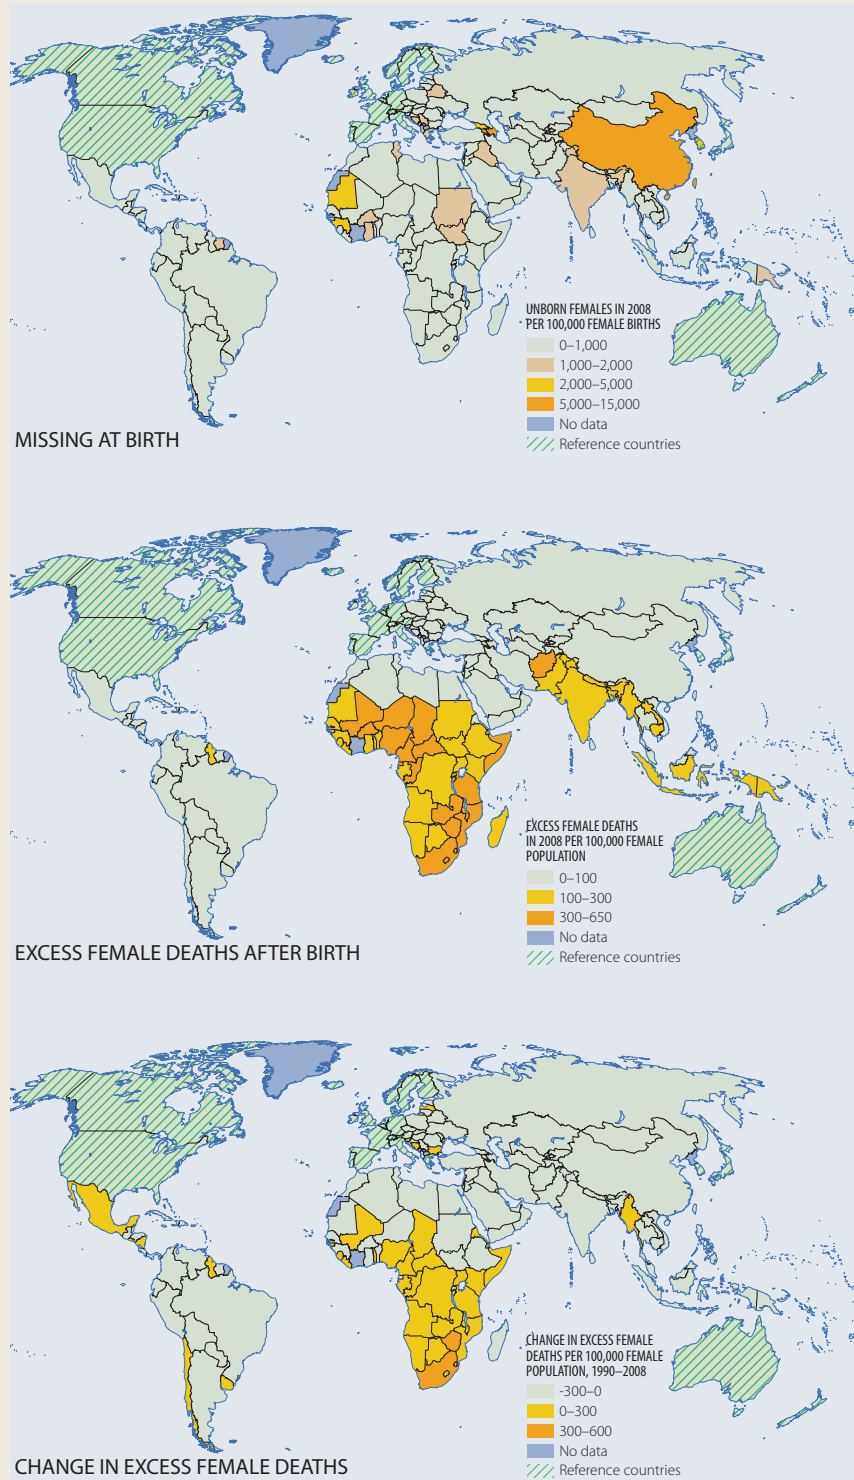 UNBORN FEMALES IN 2008
PER 100,000 FEMALE BIRTHS
0–1,000
1,000–2,000
2,000–5,000
5,000–15,000
No data
Reference countries
MISSING AT BIRTH
EXCESS FEMALE DEATHS
IN 2008 PER 100,000 FEMALE
POPULATION
0–100
100–300
300–650
No data
Reference countries
EXCESS FEMALE DEATHS AFTER BIRTH
CHANGE IN EXCESS FEMALE
DEATHS PER 100,000 FEMALE
POPULATION, 1990–2008
-300–0
0–300
300–600
No data
Reference countries
CHANGE IN EXCESS FEMALE DEATHS